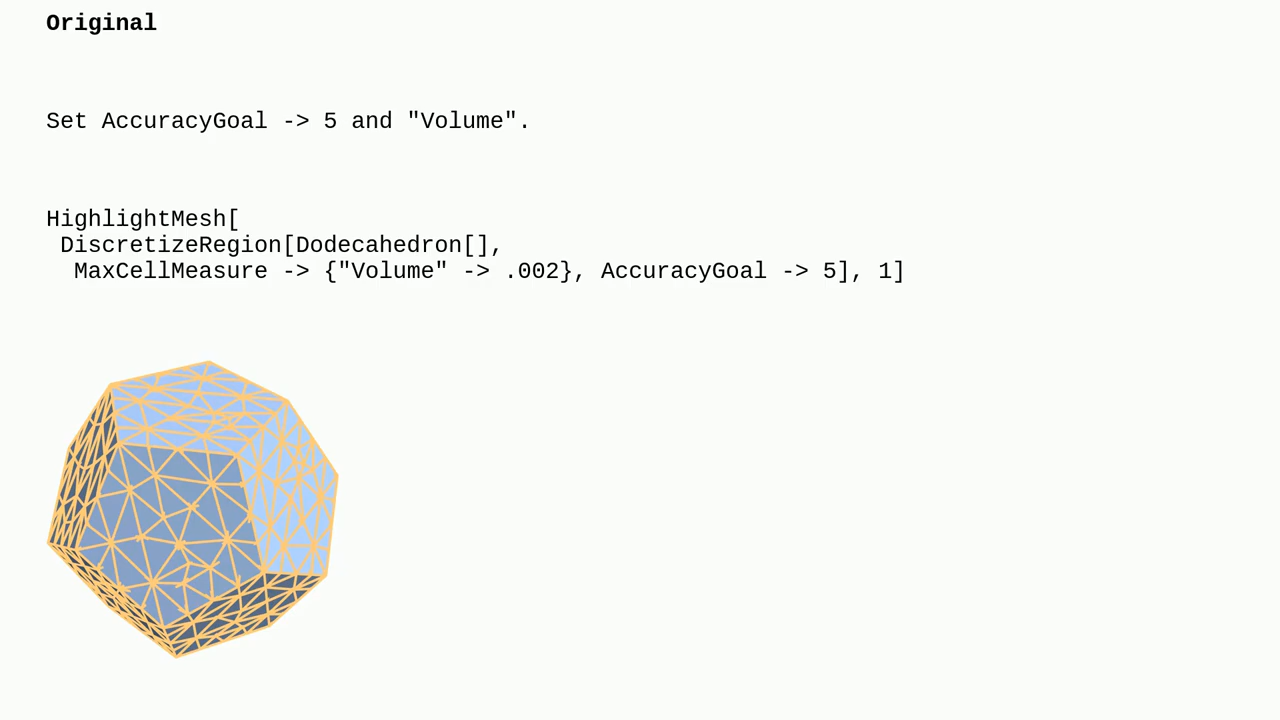 Original
Set AccuracyGoal -> 5 and "Volume".
HighlightMesh[
 DiscretizeRegion[Dodecahedron[],
  MaxCellMeasure -> {"Volume" -> .002}, AccuracyGoal -> 5], 1]